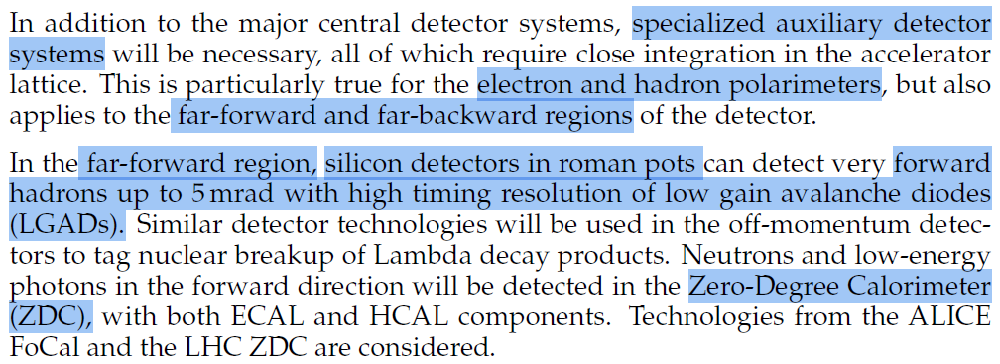 In addition to the major central detector systems, specialized auxiliary detector
systems will be necessary, all of which require close integration in the accelerator
lattice. This is particularly true for the electron and hadron polarimeters, but also
applies to the far-forward and far-backward regions of the detector.
In the far-forward region, silicon detectors in roman pots can detect very forward
hadrons up to 5 mrad with high timing resolution of low gain avalanche diodes
(LGADs). Similar detector technologies will be used in the off-momentum detec-
tors to tag nuclear breakup of Lambda decay products. Neutrons and low-energy
photons in the forward direction will be detected in the Zero-Degree Calorimeter
(ZDC), with both ECAL and HCAL components. Technologies from the ALICE
FoCal and the LHC ZDC are considered.